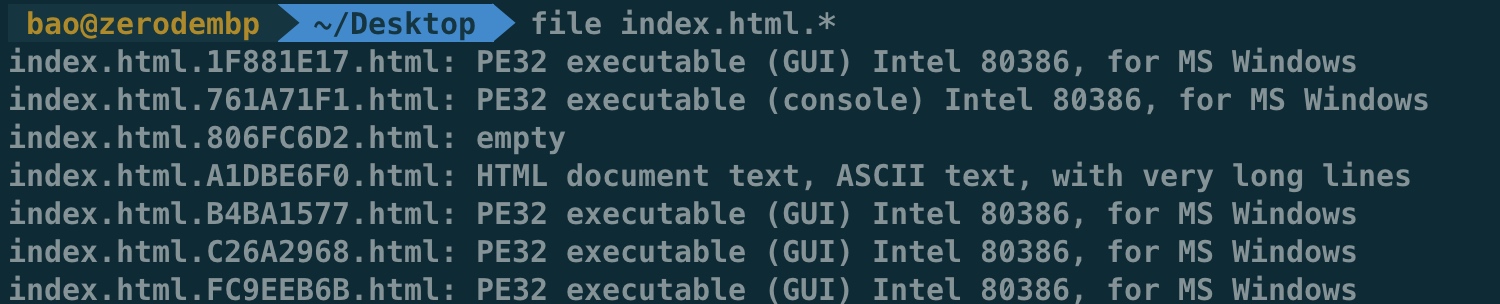 bao@zerodembp ~/Desktop file index.html.*
index.html.1F881E17.html: PE32 executable (GUI) Intel 80386, for MS Windows
index.html.761A71F1.html: PE32 executable (console) Intel 80386, for MS Windows
index.html.806FC6D2.html: empty
index.html.A1DBE6F0.html: HTML document text, ASCII text, with very long lines
index.html.B4BA1577.html: PE32 executable (GUI) Intel 80386, for MS Windows
index.html.C26A2968.html: PE32 executable (GUI) Intel 80386, for MS Windows
index.html.FC9EEB6B.html: PE32 executable (GUI) Intel 80386, for MS Windows